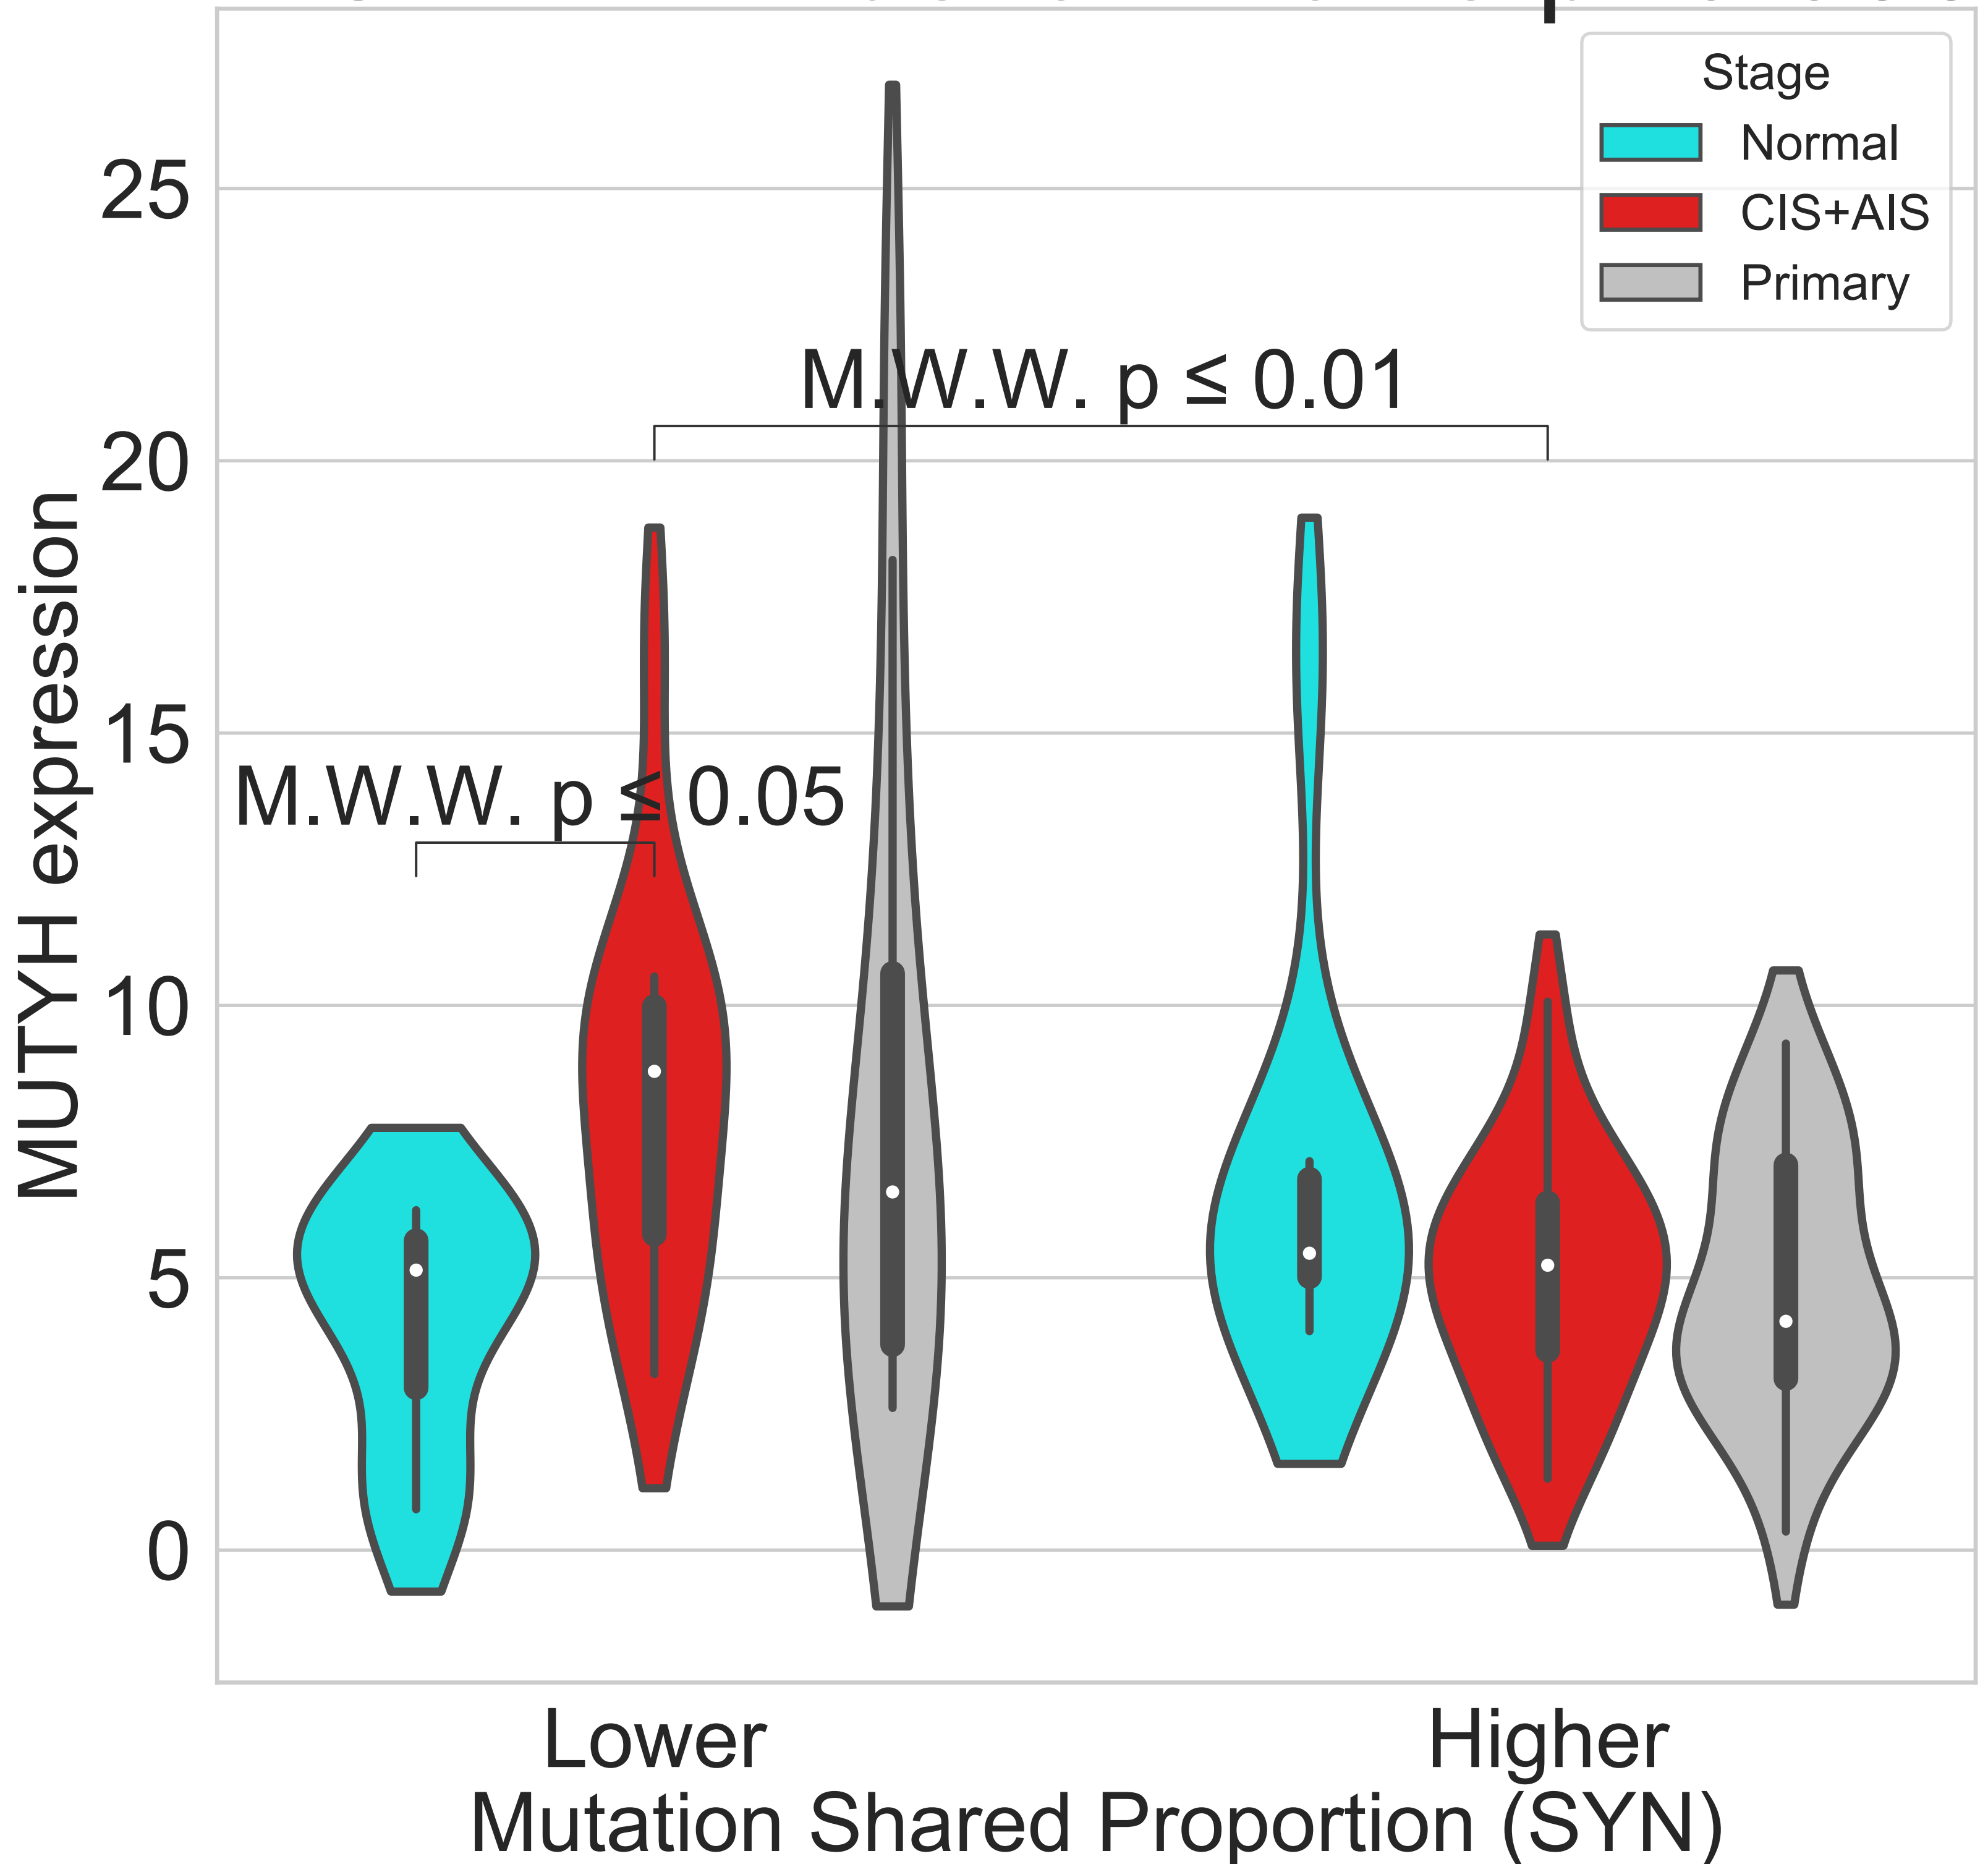 Stage
Normal
CIS+AIS
Primary
25
20
15
10
5
0
MUTYH expression
M.W.W. p ≤ 0.01
M.W.W. p ≤ 0.05
Lower
Higher
Mutation Shared Proportion (SYN)